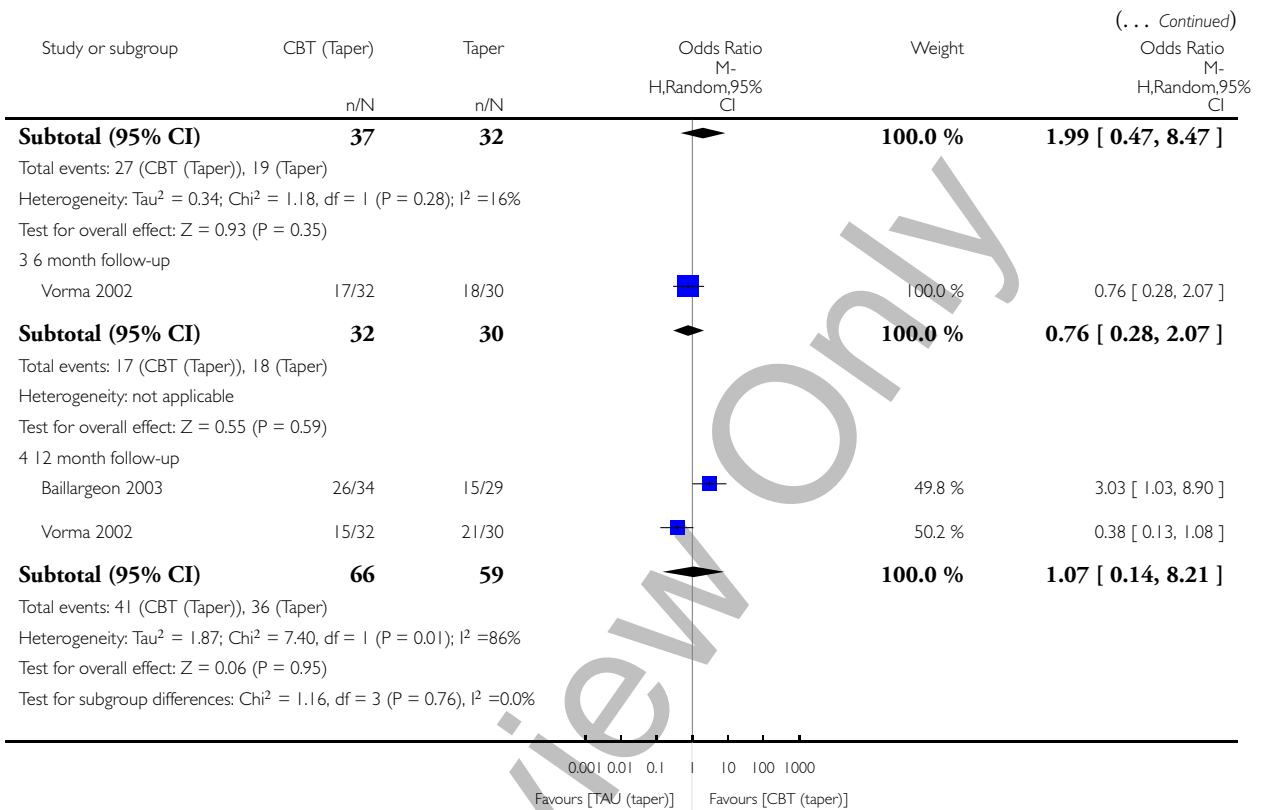 (... Continued)
Study or subgroup CBT (Taper) Taper Odds Ratio Weight Odds Ratio
M- M-
H,Random,95% H,Random,95%
n/N n/N CI CI
Subtotal (95% CI) 37 32 100.0 % 1.99 [ 0.47, 8.47 ]
Total events: 27 (CBT (Taper)), 19 (Taper)
Heterogeneity: Tau² = 0.34; Chi² = 1.18, df = 1 (P = 0.28); I² =16%
Test for overall effect: Z = 0.93 (P = 0.35)
3 6 month follow-up
Vorma 2002 17/32 18/30 100.0 % 0.76 [ 0.28, 2.07 ]
Subtotal (95% CI) 32 30 100.0 % 0.76 [ 0.28, 2.07 ]
Total events: 17 (CBT (Taper)), 18 (Taper)
Heterogeneity: not applicable
Test for overall effect: Z = 0.55 (P = 0.59)
4 12 month follow-up
Baillargeon 2003 26/34 15/29 49.8 % 3.03 [ 1.03, 8.90 ]
Vorma 2002 15/32 21/30 50.2 % 0.38 [ 0.13, 1.08 ]
Subtotal (95% CI) 66 59 100.0 % 1.07 [ 0.14, 8.21 ]
Total events: 41 (CBT (Taper)), 36 (Taper)
Heterogeneity: Tau² = 1.87; Chi² = 7.40, df = 1 (P = 0.01); I² =86%
Test for overall effect: Z = 0.06 (P = 0.95)
Test for subgroup differences: Chi² = 1.16, df = 3 (P = 0.76), I² =0.0%
0.001 0.01 0.1 1 10 100 1000
Favours [TAU (taper)] Favours [CBT (taper)]
view Only